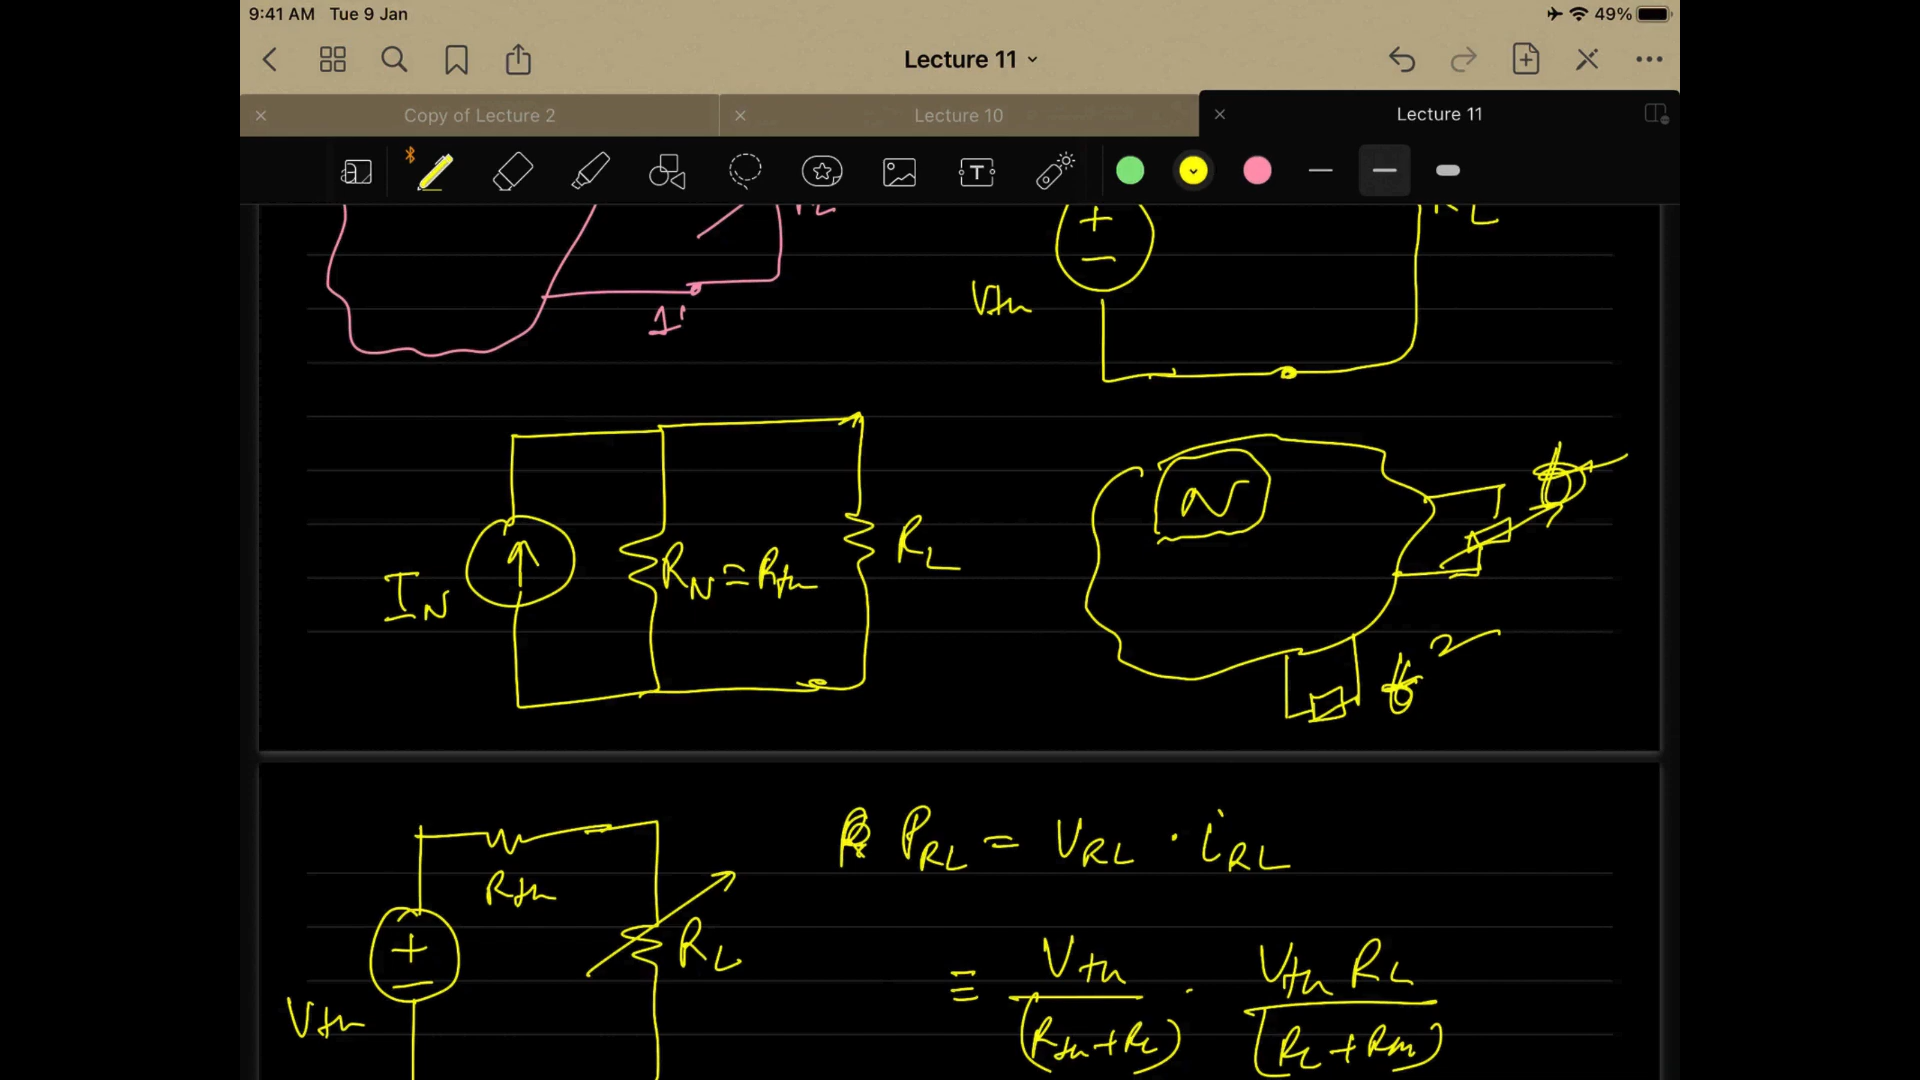 9:41 AM Tue 9 Jan
49%
Lecture 11
Copy of Lecture 2
Lecture 10
Lecture 11
T
RL
+
−
Vth
1'
IN
RN = Rth
RL
N
2
Rth
+
−
RL
Vth
PRL = VRL · iRL
≡ Vth / (Rth + RL) · Vth RL / (RL + Rth)